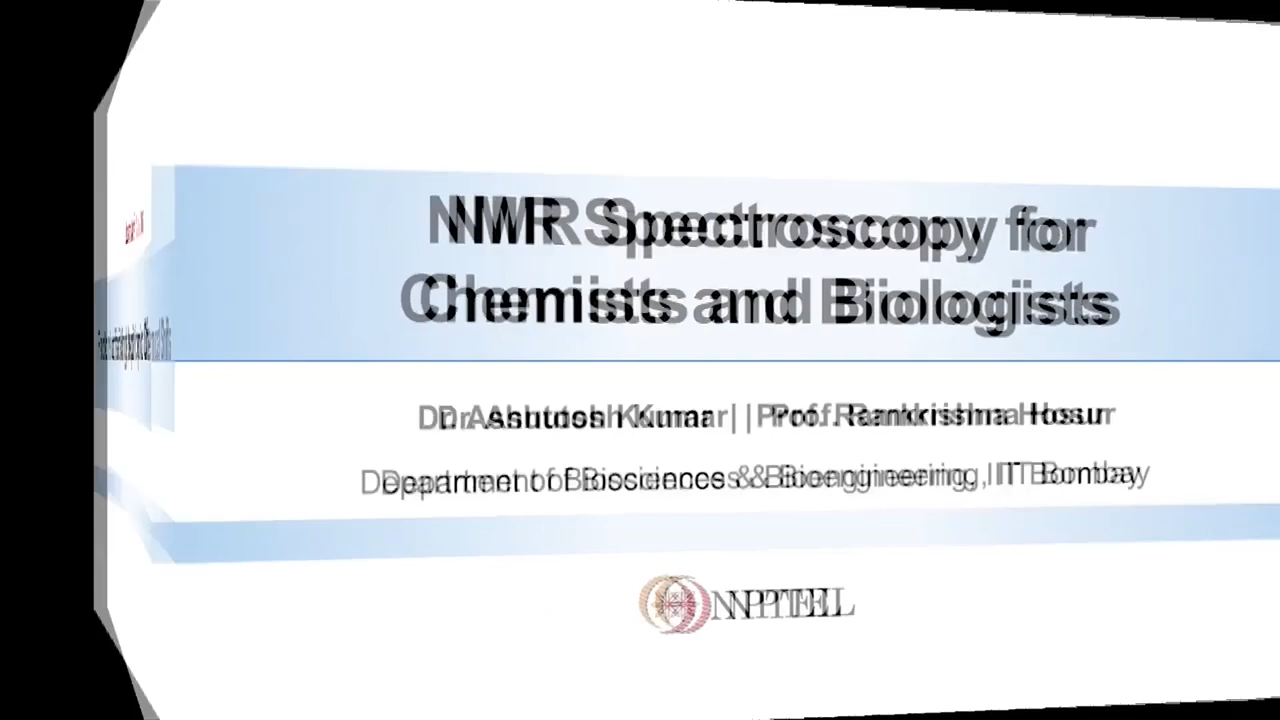 NMR Spectroscopy for
Chemists and Biologists
Dr. Ashutosh Kumar | Prof. Ramkrishna Hosur
Department of Biosciences & Bioengineering, IIT Bombay
NPTEL